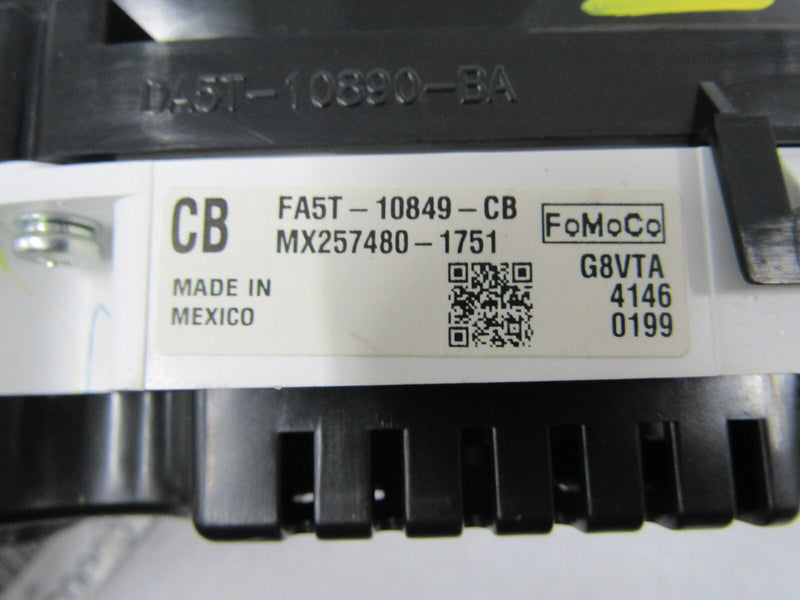 DA5T-10890-BA
CB
FA5T-10849-CB
MX257480-1751
FoMoCo
MADE IN
MEXICO
G8VTA
4146
0199